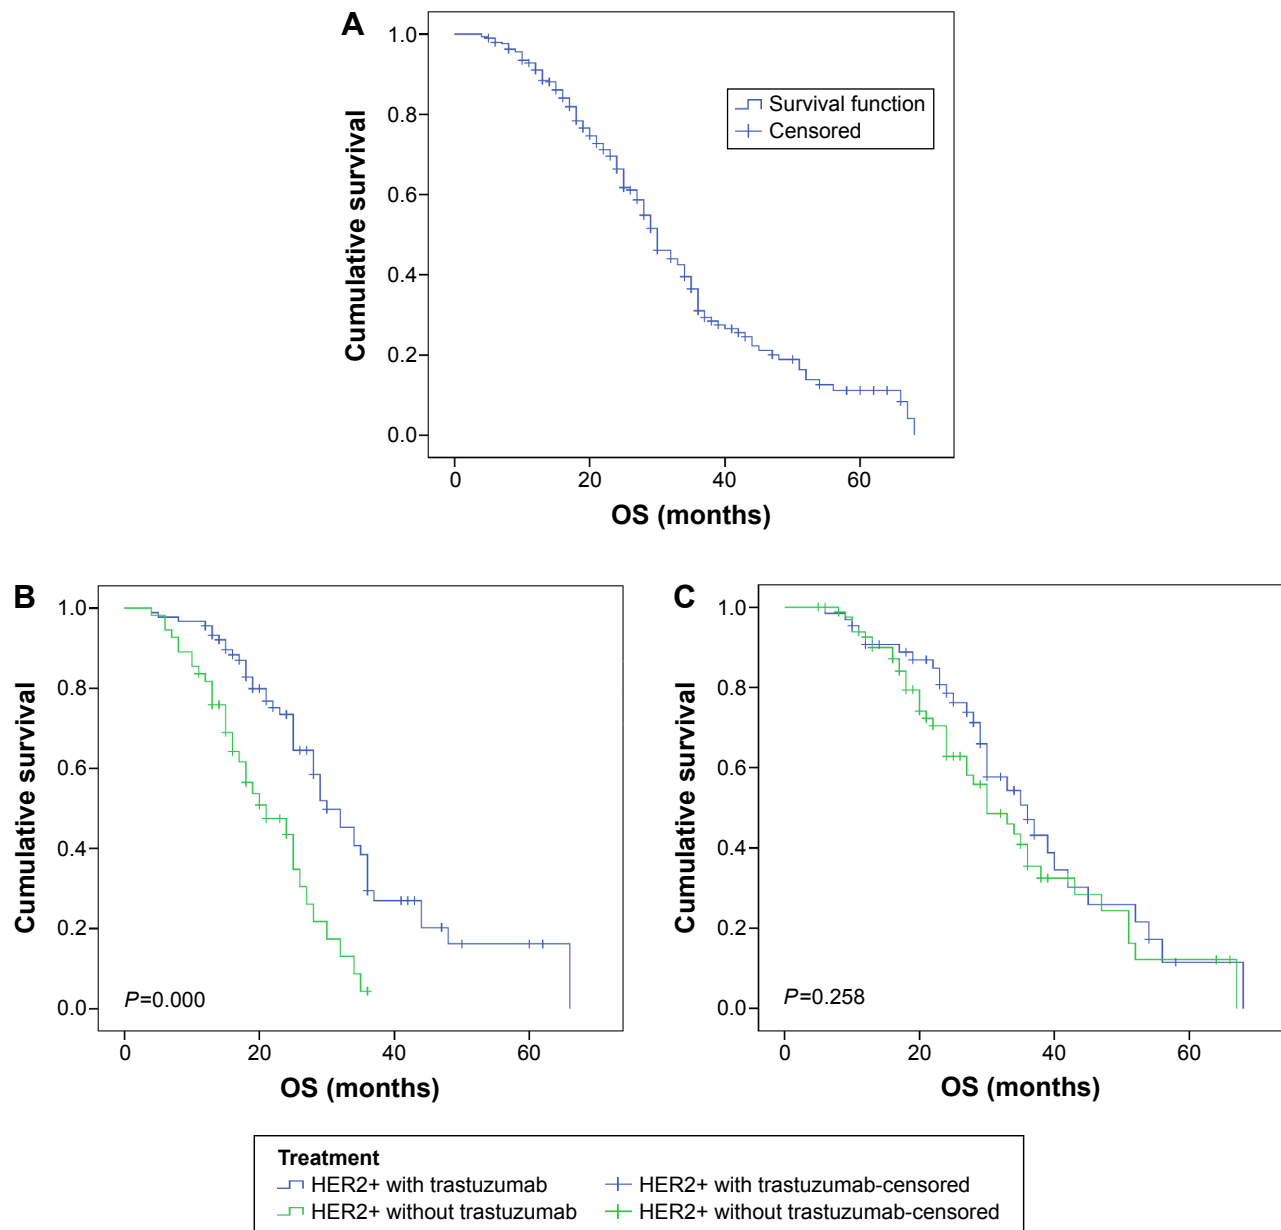 A
1.0
0.8
0.6
0.4
0.2
0.0
Cumulative survival
Survival function
Censored
0 20 40 60
OS (months)
B
1.0
0.8
0.6
0.4
0.2
0.0
Cumulative survival
P=0.000
0 20 40 60
OS (months)
C
1.0
0.8
0.6
0.4
0.2
0.0
Cumulative survival
P=0.258
0 20 40 60
OS (months)
Treatment
HER2+ with trastuzumab HER2+ with trastuzumab-censored
HER2+ without trastuzumab HER2+ without trastuzumab-censored